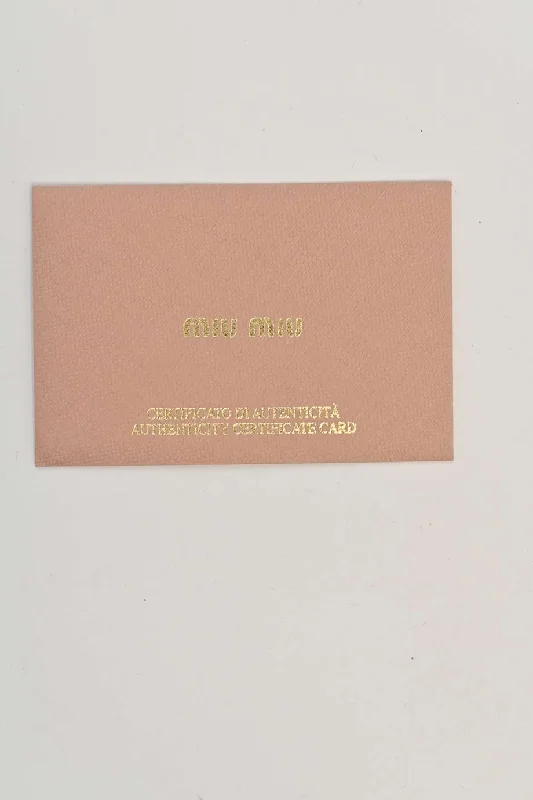 MIU MIU
CERTIFICATO DI AUTENTICITÀ
AUTHENTICITY CERTIFICATE CARD